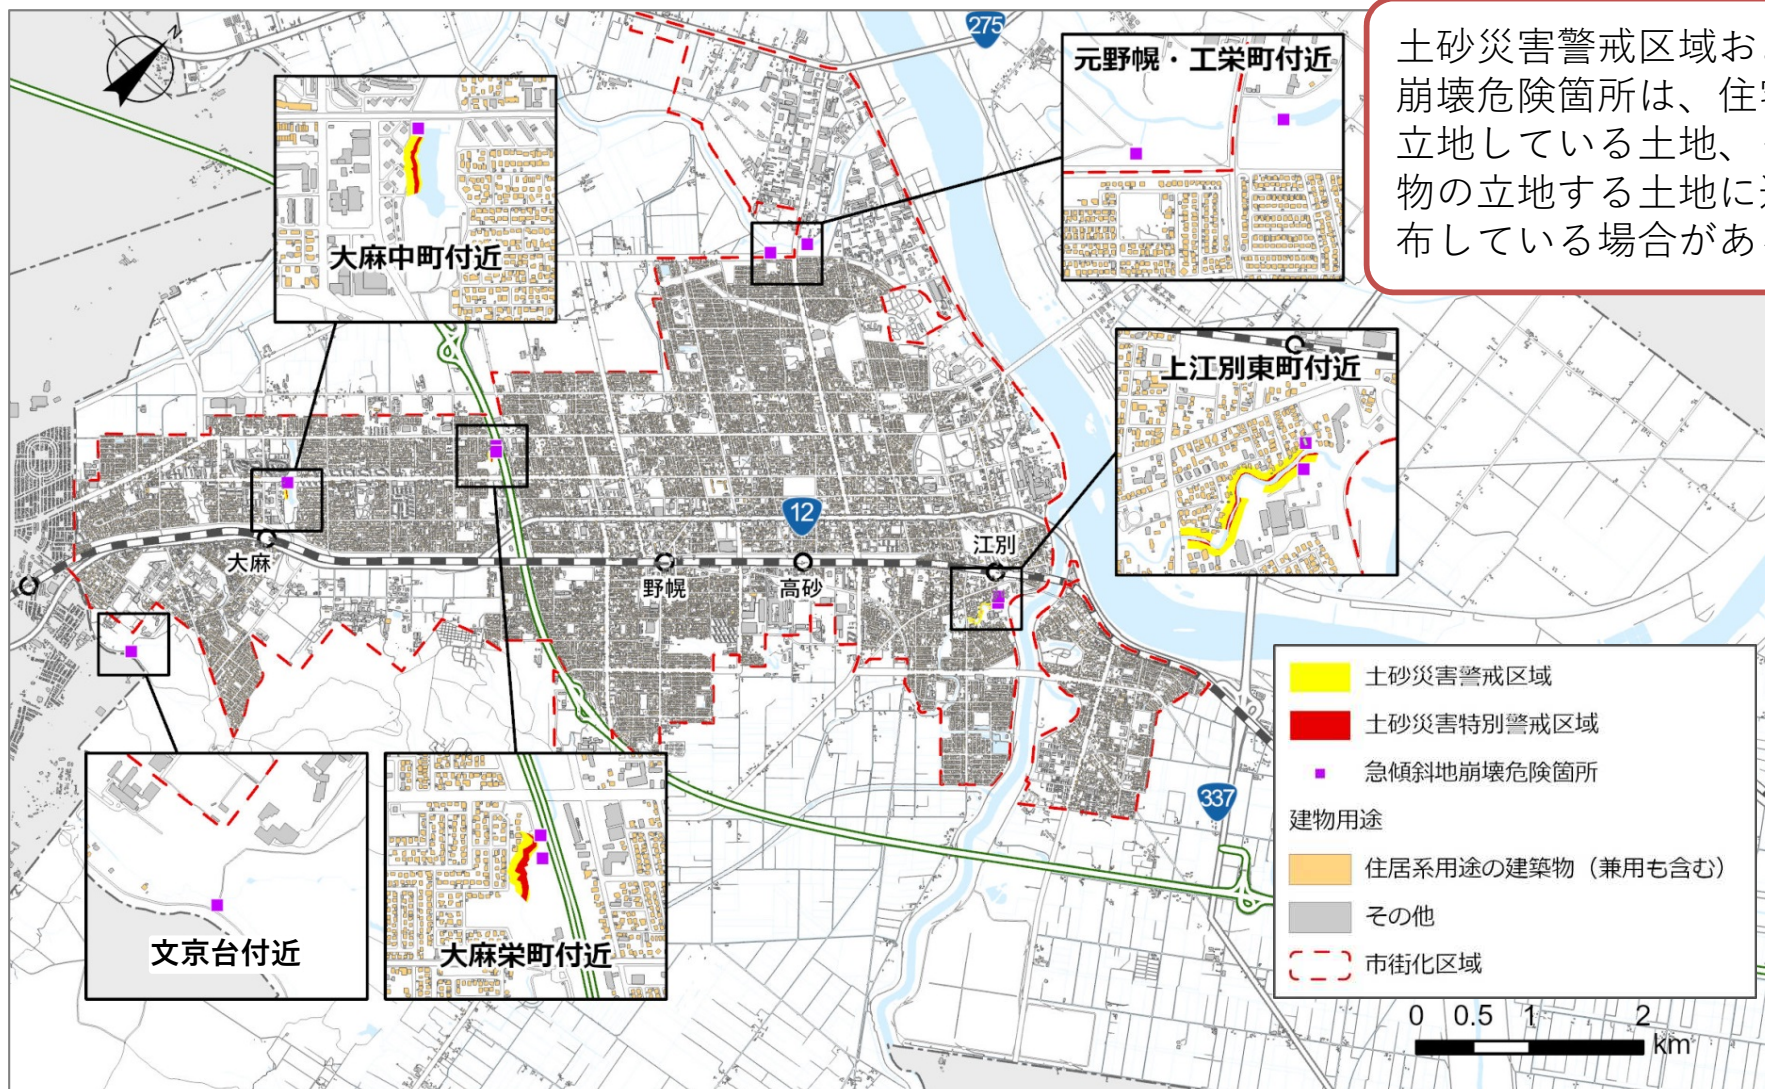 275
土砂災害警戒区域お
崩壊危険箇所は、住
立地している土地、
物の立地する土地に
布している場合があ
N
元野幌・工栄町付近
大麻中町付近
上江別東町付近
12
大麻
野幌
高砂
江別
337
文京台付近
大麻栄町付近
土砂災害警戒区域
土砂災害特別警戒区域
急傾斜地崩壊危険箇所
建物用途
住居系用途の建築物（兼用も含む）
その他
市街化区域
0 0.5 1 2
km